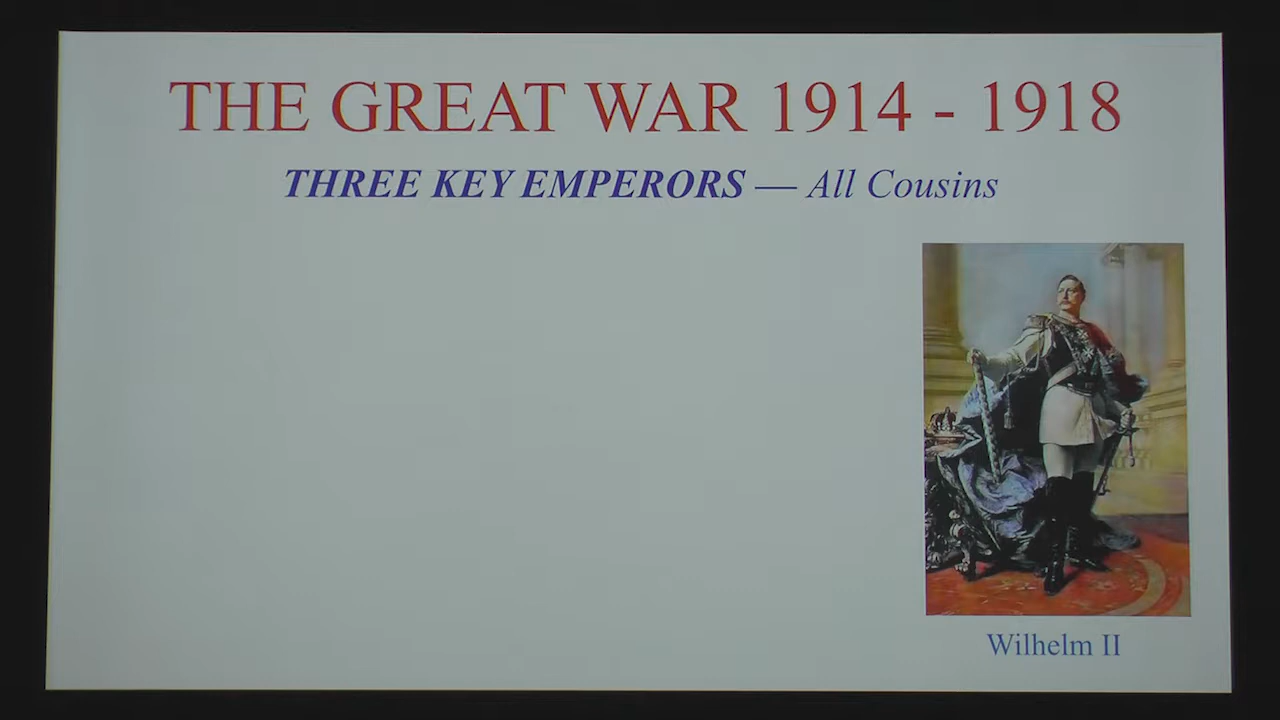 THE GREAT WAR 1914 - 1918
THREE KEY EMPERORS — All Cousins
Wilhelm II